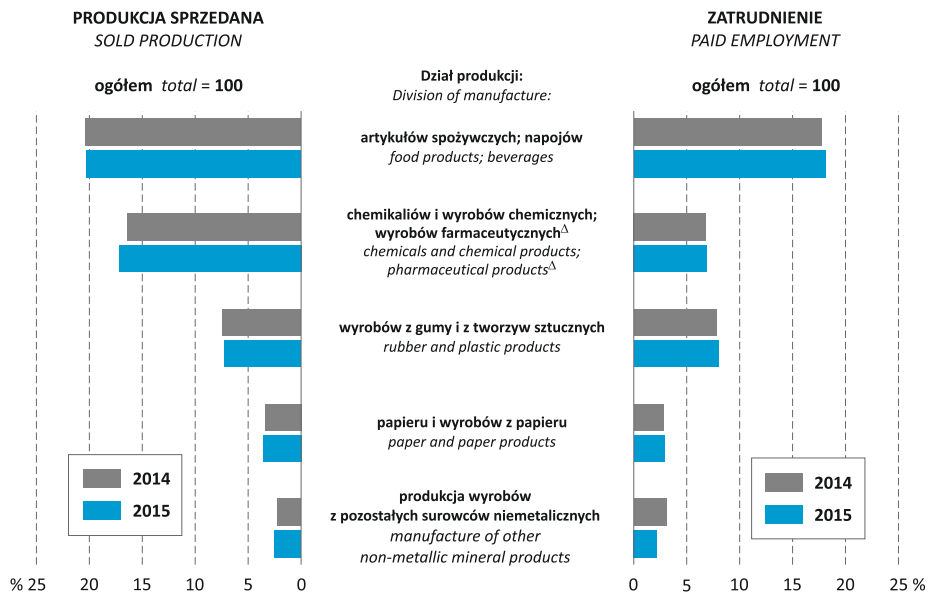 PRODUKCJA SPRZEDANA
SOLD PRODUCTION
ogółem total = 100
ZATRUDNIENIE
PAID EMPLOYMENT
ogółem total = 100
Dział produkcji:
Division of manufacture:
artykułów spożywczych; napojów
food products; beverages
chemikaliów i wyrobów chemicznych;
wyrobów farmaceutycznych^Δ
chemicals and chemical products;
pharmaceutical products^Δ
wyrobów z gumy i z tworzyw sztucznych
rubber and plastic products
papieru i wyrobów z papieru
paper and paper products
produkcja wyrobów
z pozostałych surowców niemetalicznych
manufacture of other
non-metallic mineral products
2014
2015
2014
2015
% 25 20 15 10 5 0
0 5 10 15 20 25 %